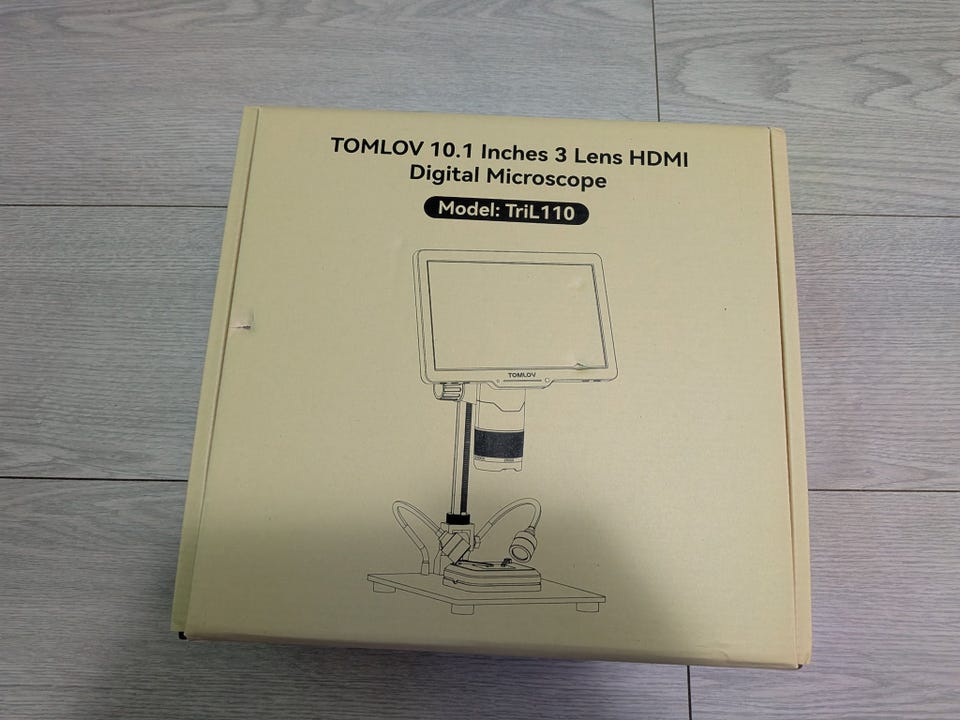 TOMLOV 10.1 Inches 3 Lens HDMI
Digital Microscope
Model: TriL110
TOMLOV